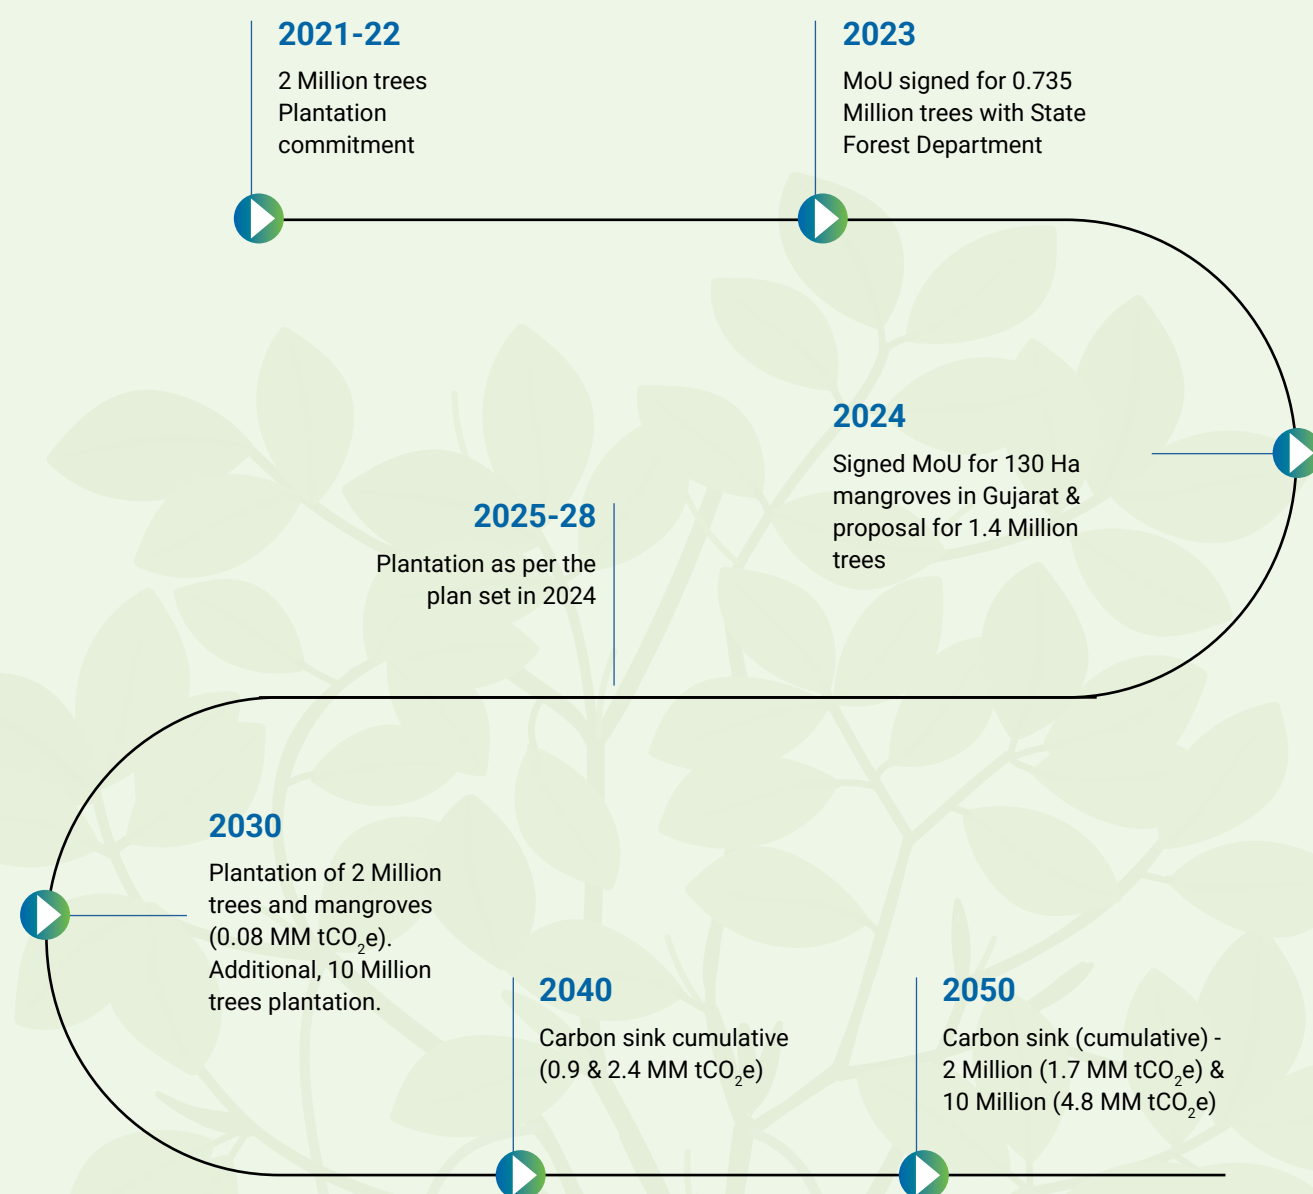 2021-22
2 Million trees
Plantation
commitment
2023
MoU signed for 0.735
Million trees with State
Forest Department
2024
Signed MoU for 130 Ha
mangroves in Gujarat &
proposal for 1.4 Million
trees
2025-28
Plantation as per the
plan set in 2024
2030
Plantation of 2 Million
trees and mangroves
(0.08 MM tCO₂e).
Additional, 10 Million
trees plantation.
2040
Carbon sink cumulative
(0.9 & 2.4 MM tCO₂e)
2050
Carbon sink (cumulative) -
2 Million (1.7 MM tCO₂e) &
10 Million (4.8 MM tCO₂e)